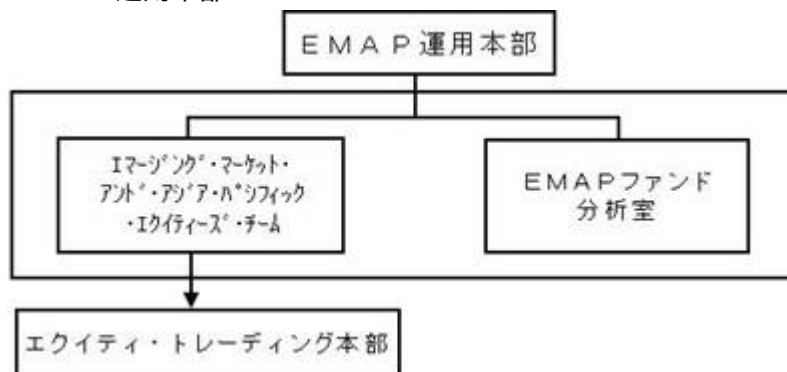 EMAP運用本部
ｴﾏｰｼﾞﾝｸﾞ・ﾏｰｹｯﾄ・
ｱﾝﾄﾞ・ｱｼﾞｱ・ﾊﾟｼﾌｨｯｸ
・ｴｸｲﾃｨｰｽﾞ・ﾁｰﾑ
EMAPファンド
分析室
エクイティ・トレーディング本部